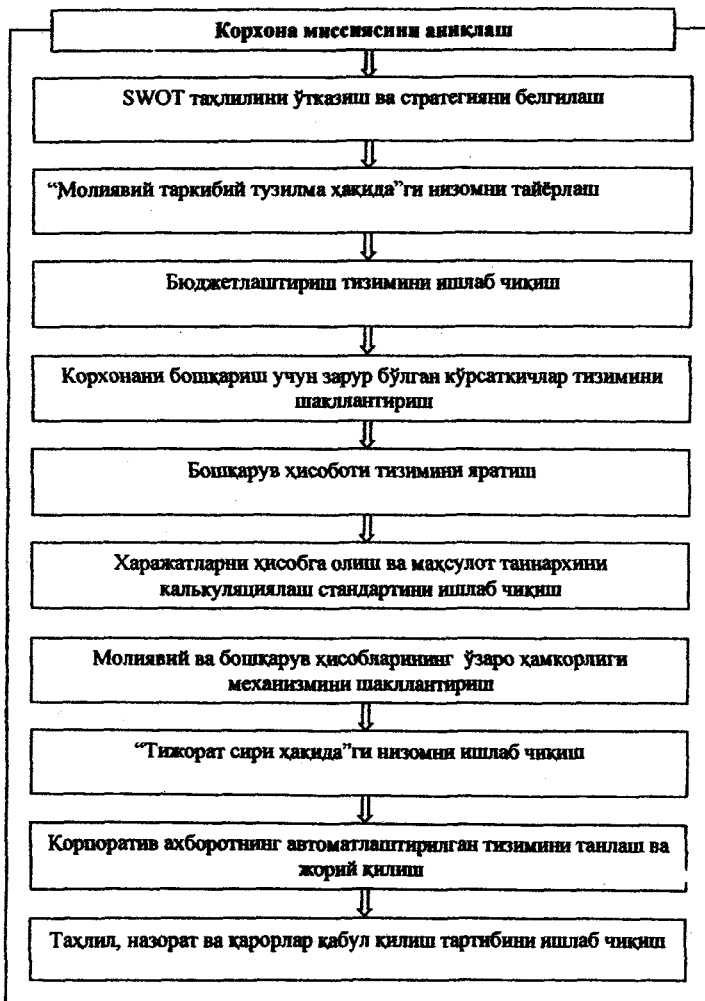 Корхона миссиясини аниқлаш
SWOT таҳлилини ўтказиш ва стратегияни белгилаш
“Молиявий таркибий тузилма ҳақида”ги низомни тайёрлаш
Бюджетлаштириш тизимини ишлаб чиқиш
Корхонани бошқариш учун зарур бўлган кўрсаткичлар тизимини
шакллантириш
Бошқарув ҳисоботи тизимини яратиш
Харажатларни ҳисобга олиш ва маҳсулот таннархини
калькуляциялаш стандартини ишлаб чиқиш
Молиявий ва бошқарув ҳисобларининг ўзаро ҳамкорлиги
механизмини шакллантириш
“Тижорат сири ҳақида”ги низомни ишлаб чиқиш
Корпоратив ахборотнинг автоматлаштирилган тизимини танлаш ва
жорий қилиш
Таҳлил, назорат ва қарорлар қабул қилиш тартибини ишлаб чиқиш